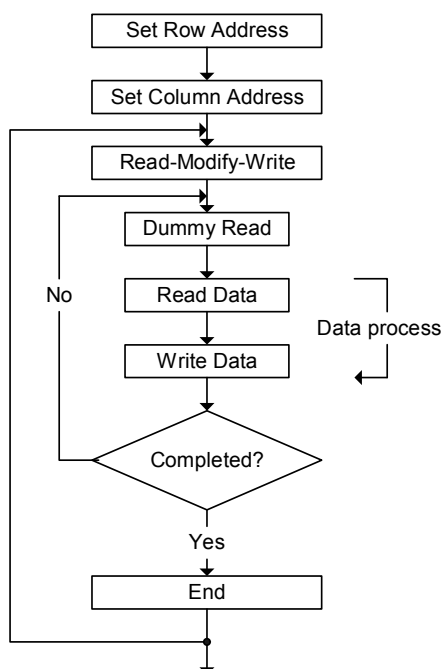 Set Row Address
Set Column Address
Read-Modify-Write
Dummy Read
No
Read Data
Data process
Write Data
Completed?
Yes
End